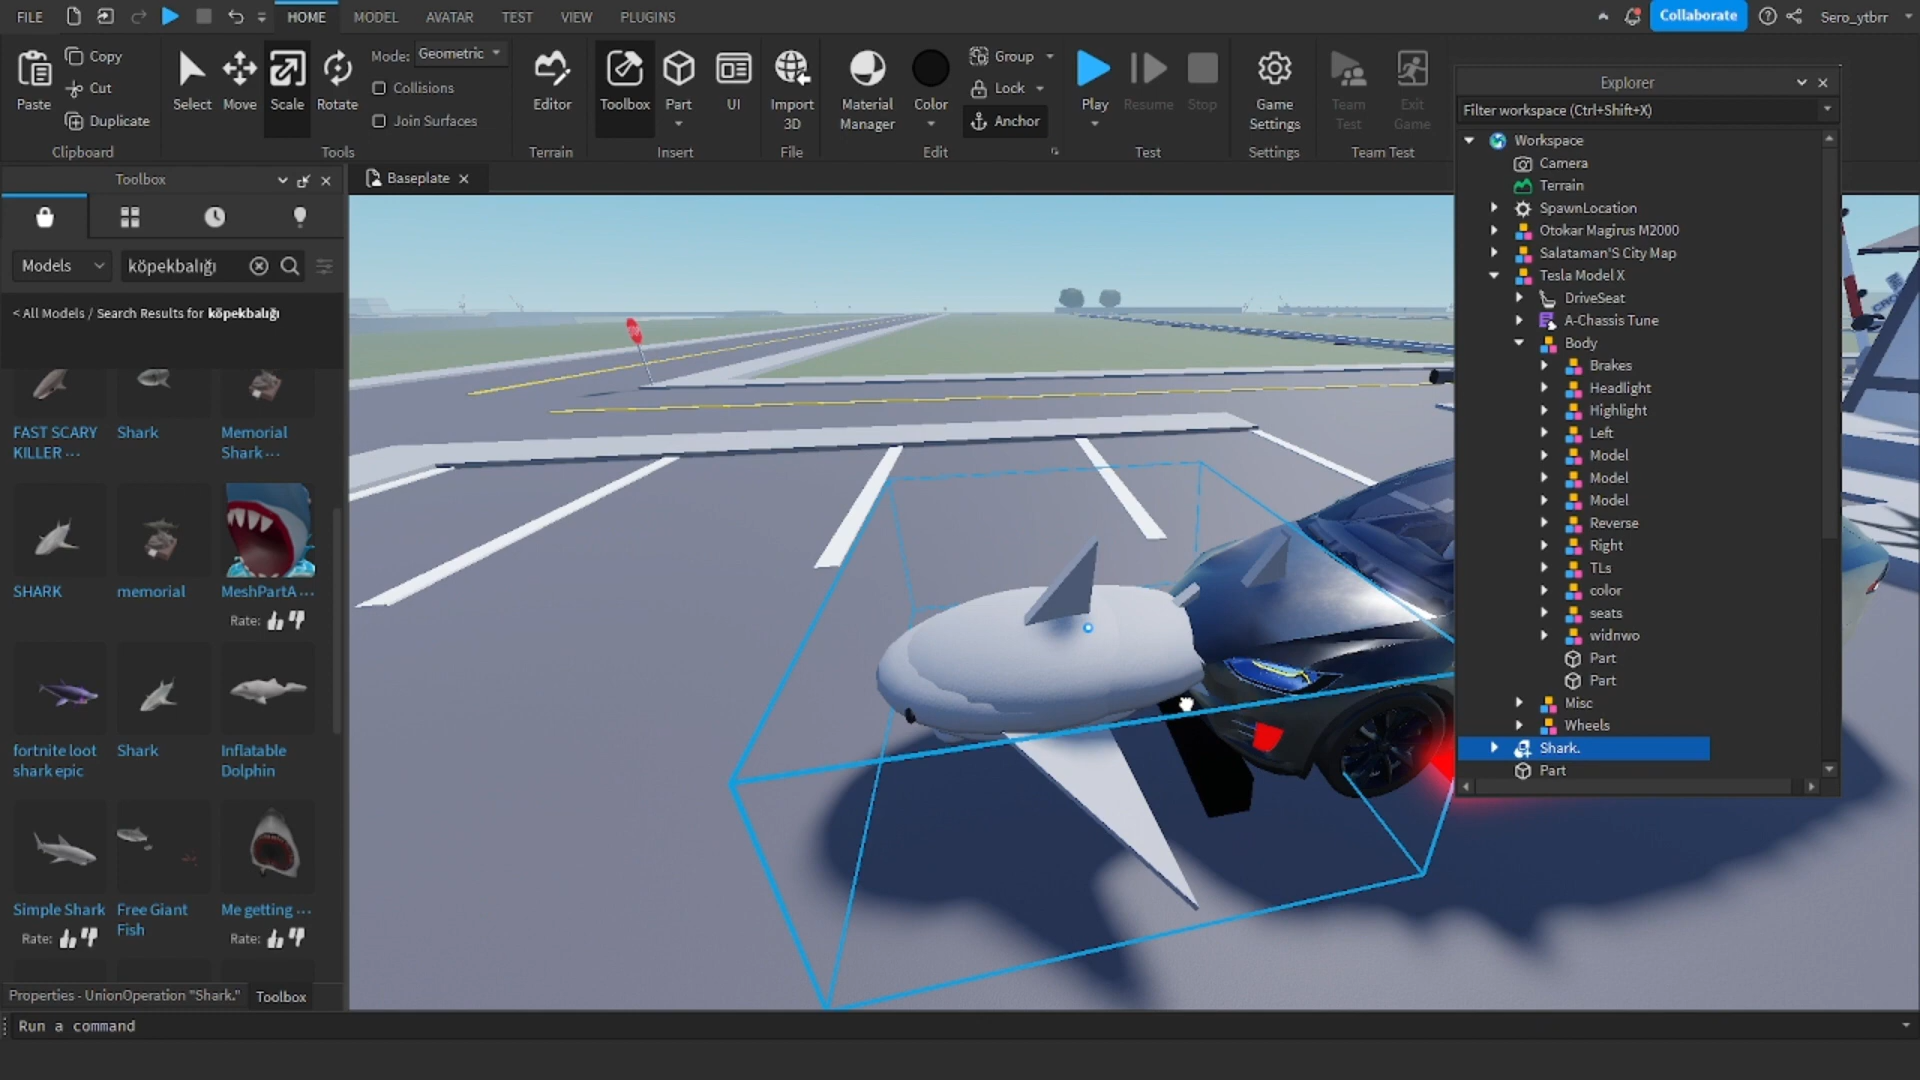 FILE HOME MODEL AVATAR TEST VIEW PLUGINS Collaborate Sero_ytbrr
Paste Copy Cut Duplicate
Clipboard
Select Move Scale Rotate
Mode: Geometric
Collisions
Join Surfaces
Tools
Editor
Terrain
Toolbox Part UI
Insert
Import 3D
File
Material Manager
Color
Group
Lock
Anchor
Edit
Play Resume Stop
Test
Game Settings
Settings
Team Test
Exit Game
Team Test
Toolbox
Models köpekbalığı
< All Models / Search Results for köpekbalığı
FAST SCARY KILLER ...
Shark
Memorial Shark ...
SHARK
memorial
MeshPartA ...
Rate:
fortnite loot shark epic
Shark
Inflatable Dolphin
Simple Shark
Rate:
Free Giant Fish
Me getting ...
Rate:
Properties - UnionOperation "Shark."
Toolbox
Run a command
Baseplate
Explorer
Filter workspace (Ctrl+Shift+X)
Workspace
Camera
Terrain
SpawnLocation
Otokar Magirus M2000
Salataman'S City Map
Tesla Model X
DriveSeat
A-Chassis Tune
Body
Brakes
Headlight
Highlight
Left
Model
Model
Model
Reverse
Right
TLs
color
seats
widnwo
Part
Part
Misc
Wheels
Shark.
Part